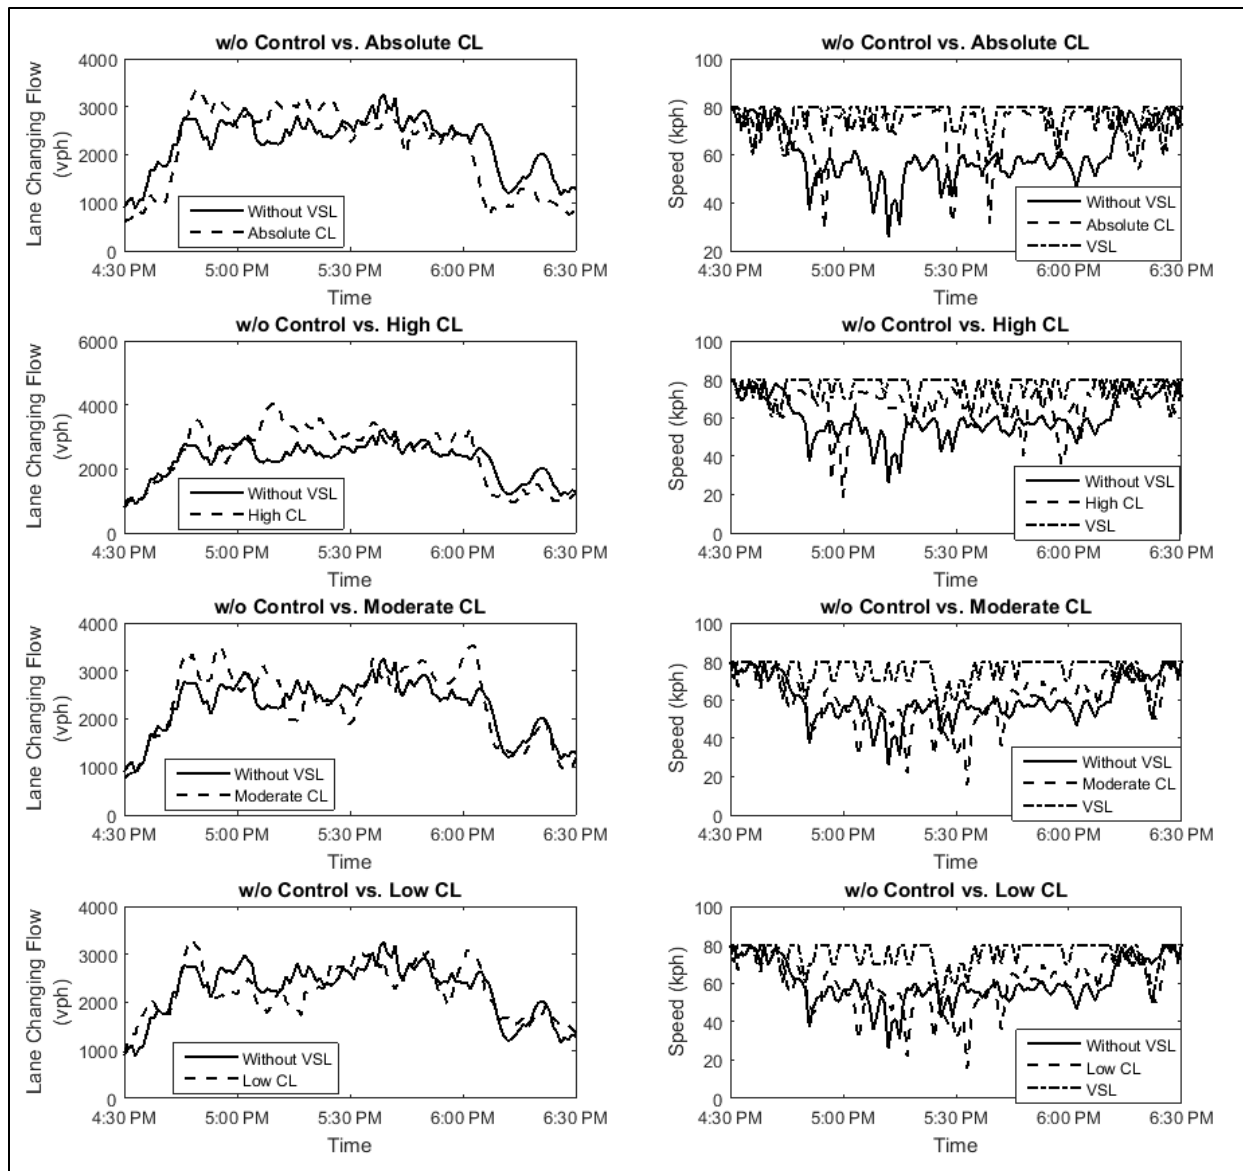 w/o Control vs. Absolute CL
Lane Changing Flow
(vph)
4000
3000
2000
1000
0
Without VSL
Absolute CL
4:30 PM 5:00 PM 5:30 PM 6:00 PM 6:30 PM
Time
w/o Control vs. Absolute CL
Speed (kph)
100
80
60
40
20
Without VSL
Absolute CL
VSL
4:30 PM 5:00 PM 5:30 PM 6:00 PM 6:30 PM
Time
w/o Control vs. High CL
Lane Changing Flow
(vph)
6000
4000
2000
0
Without VSL
High CL
4:30 PM 5:00 PM 5:30 PM 6:00 PM 6:30 PM
Time
w/o Control vs. High CL
Speed (kph)
100
80
60
40
20
0
Without VSL
High CL
VSL
4:30 PM 5:00 PM 5:30 PM 6:00 PM 6:30 PM
Time
w/o Control vs. Moderate CL
Lane Changing Flow
(vph)
4000
3000
2000
1000
0
Without VSL
Moderate CL
4:30 PM 5:00 PM 5:30 PM 6:00 PM 6:30 PM
Time
w/o Control vs. Moderate CL
Speed (kph)
100
80
60
40
20
0
Without VSL
Moderate CL
VSL
4:30 PM 5:00 PM 5:30 PM 6:00 PM 6:30 PM
Time
w/o Control vs. Low CL
Lane Changing Flow
(vph)
4000
3000
2000
1000
0
Without VSL
Low CL
4:30 PM 5:00 PM 5:30 PM 6:00 PM 6:30 PM
Time
w/o Control vs. Low CL
Speed (kph)
100
80
60
40
20
0
Without VSL
Low CL
VSL
4:30 PM 5:00 PM 5:30 PM 6:00 PM 6:30 PM
Time